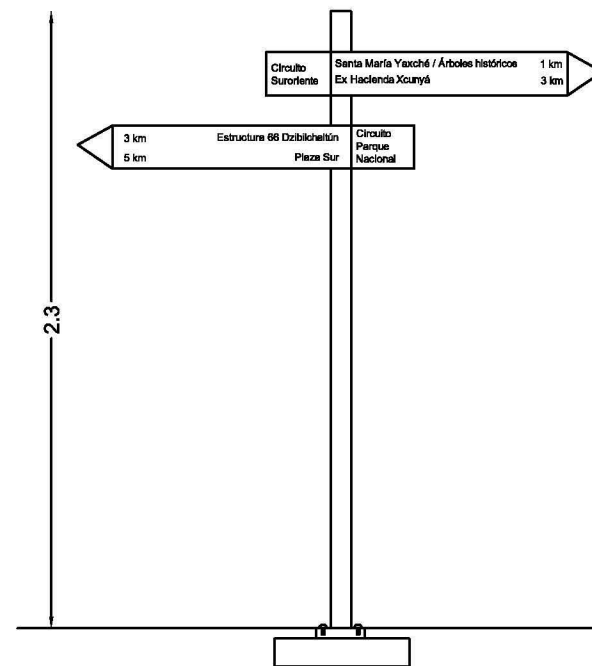 Circuito
Suroriente
Santa María Yaxché / Árboles históricos 1 km
Ex Hacienda Xcunyá 3 km
3 km Estructura 66 Dzibilchaltún
5 km Plaza Sur
Circuito
Parque
Nacional
2.3